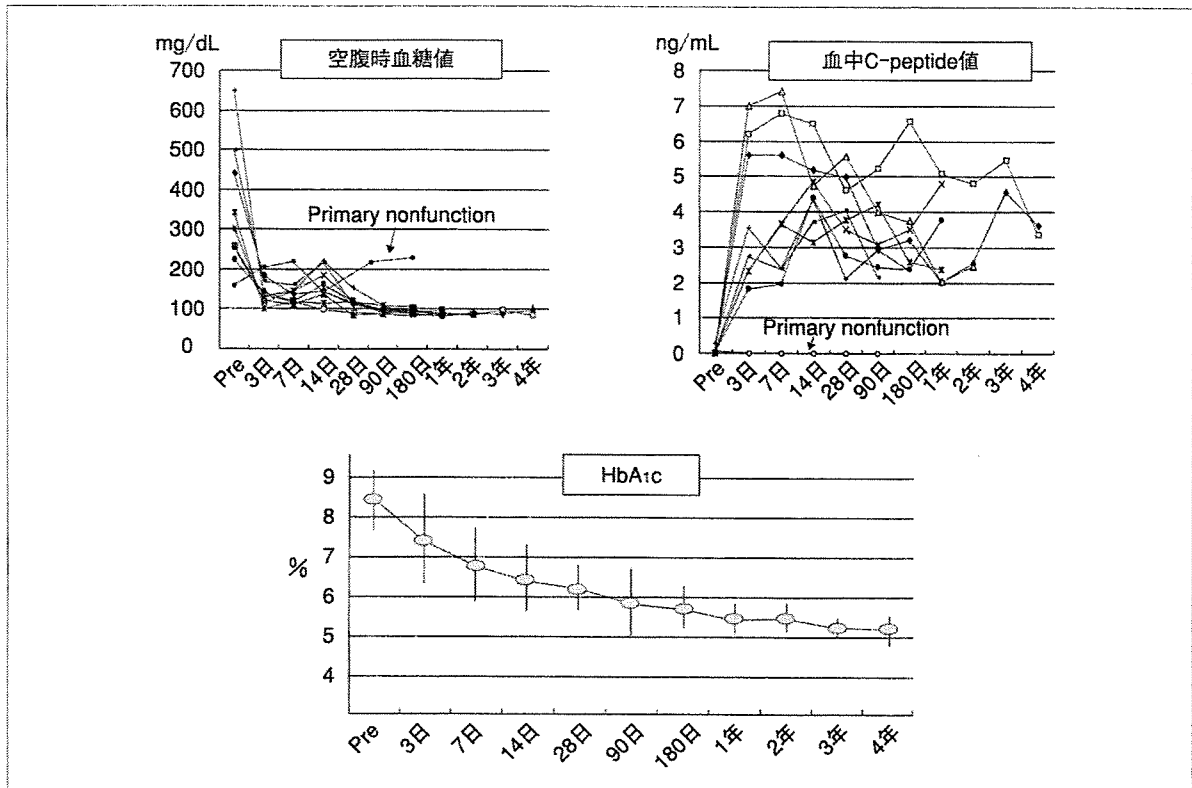 mg/dL
空腹時血糖値
700
600
500
400
300
200
100
0
Primary nonfunction
Pre 3日 7日 14日 28日 90日 180日 1年 2年 3年 4年
ng/mL
血中C-peptide値
8
7
6
5
4
3
2
1
0
Primary nonfunction
Pre 3日 7日 14日 28日 90日 180日 1年 2年 3年 4年
HbA1c
%
9
8
7
6
5
4
Pre 3日 7日 14日 28日 90日 180日 1年 2年 3年 4年